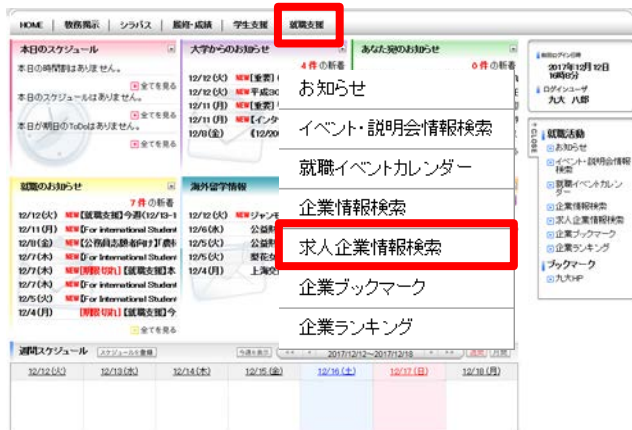 HOME 教務掲示 シラバス 履修・成績 学生支援 就職支援
本日のスケジュール
本日の時間割はありません。
全てを見る
本日のスケジュールはありません。
全てを見る
本日が期日のToDoはありません。
全てを見る
大学からのお知らせ
4件の新着
12/12(火) NEW【重要】
12/12(火) NEW平成30
12/11(月) NEW【重要】
12/11(月) NEW【インタ
12/8(金) (12/20
あなた宛のお知らせ
0件の新着
お知らせ
イベント・説明会情報検索
就職イベントカレンダー
企業情報検索
求人企業情報検索
企業ブックマーク
企業ランキング
就職のお知らせ
7件の新着
12/12(火) NEW【就職支援】今週(12/13-1
12/11(月) NEW【For international Student
12/8(金) NEW【公務員志願者向け】「農林
12/7(木) NEW【For International Student
12/7(木) NEW【期限切れ】【就職支援】本
12/7(木) NEW【For International Student
12/5(火) NEW【For International Student
12/4(月) 【期限切れ】【就職支援】今
全てを見る
海外留学情報
12/12(火) NEWジャンモ
12/6(水) 公益財
12/5(火) 公益財
12/5(火) 梨花女
12/4(月) 上海交
前回ログイン日時
2017年12月12日
16時8分
ログインユーザ
九大 八郎
CLOSE
就職活動
お知らせ
イベント・説明会情報
検索
就職イベントカレン
ダー
企業情報検索
求人企業情報検索
企業ブックマーク
企業ランキング
ブックマーク
九大HP
週間スケジュール スケジュールを登録 今週を表示 2017/12/12～2017/12/18 週間 月間
12/12(火) 12/13(水) 12/14(木) 12/15(金) 12/16(土) 12/17(日) 12/18(月)